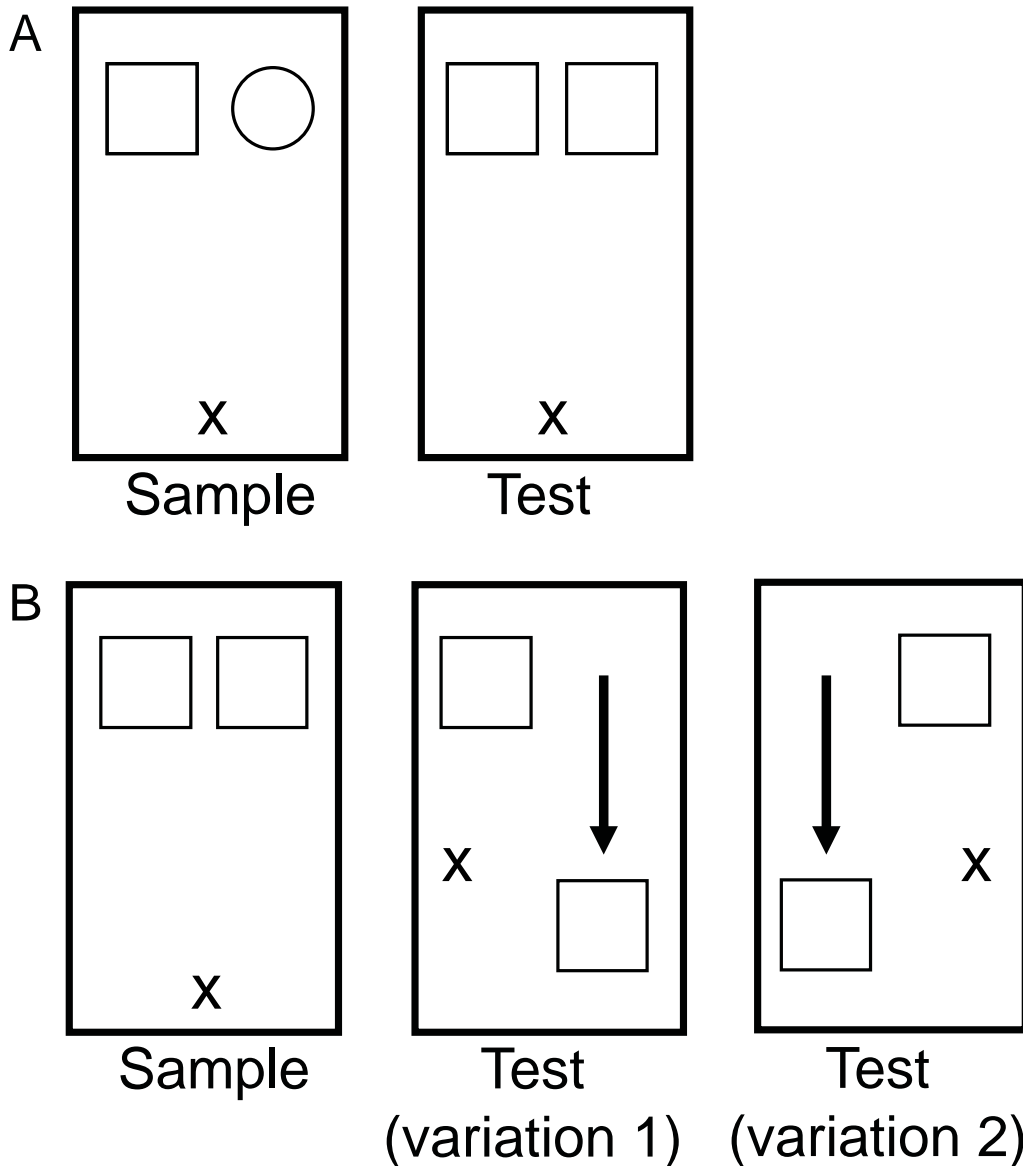 A
x x
Sample Test
B
x x
x
Sample Test Test
(variation 1) (variation 2)